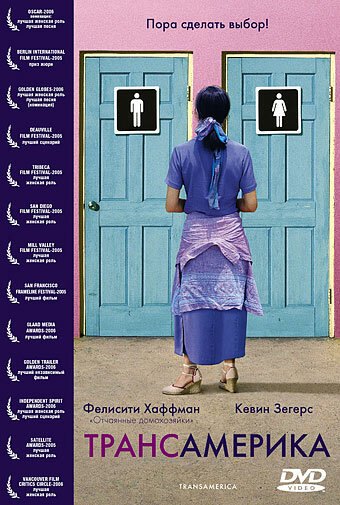 OSCAR-2006
номинация:
лучшая женская роль
лучшая песня
BERLIN INTERNATIONAL
FILM FESTIVAL-2005
приз жюри
GOLDEN GLOBES-2006
лучшая женская роль
лучшая песня
(номинация)
DEAUVILLE
FILM FESTIVAL-2005
лучший сценарий
TRIBECA
FILM FESTIVAL-2005
лучшая
женская роль
SAN DIEGO
FILM FESTIVAL-2005
лучшая
женская роль
MILL VALLEY
FILM FESTIVAL-2005
лучшая
женская роль
SAN FRANCISCO
FRAMELINE FESTIVAL-2005
лучший фильм
GLAAD MEDIA
AWARDS-2006
лучший фильм
GOLDEN TRAILER
AWARDS-2006
лучший независимый
фильм
INDEPENDENT SPIRIT
AWARDS-2006
лучшая женская роль
лучший сценарий
SATELLITE
AWARDS-2005
лучшая
женская роль
VANCOUVER FILM
CRITICS CIRCLE-2006
лучшая
женская роль
Пора сделать выбор!
Фелисити Хаффман
«Отчаянные домохозяйки»
Кевин Зегерс
ТРАНСАМЕРИКА
TRANSAMERICA
DVD
VIDEO